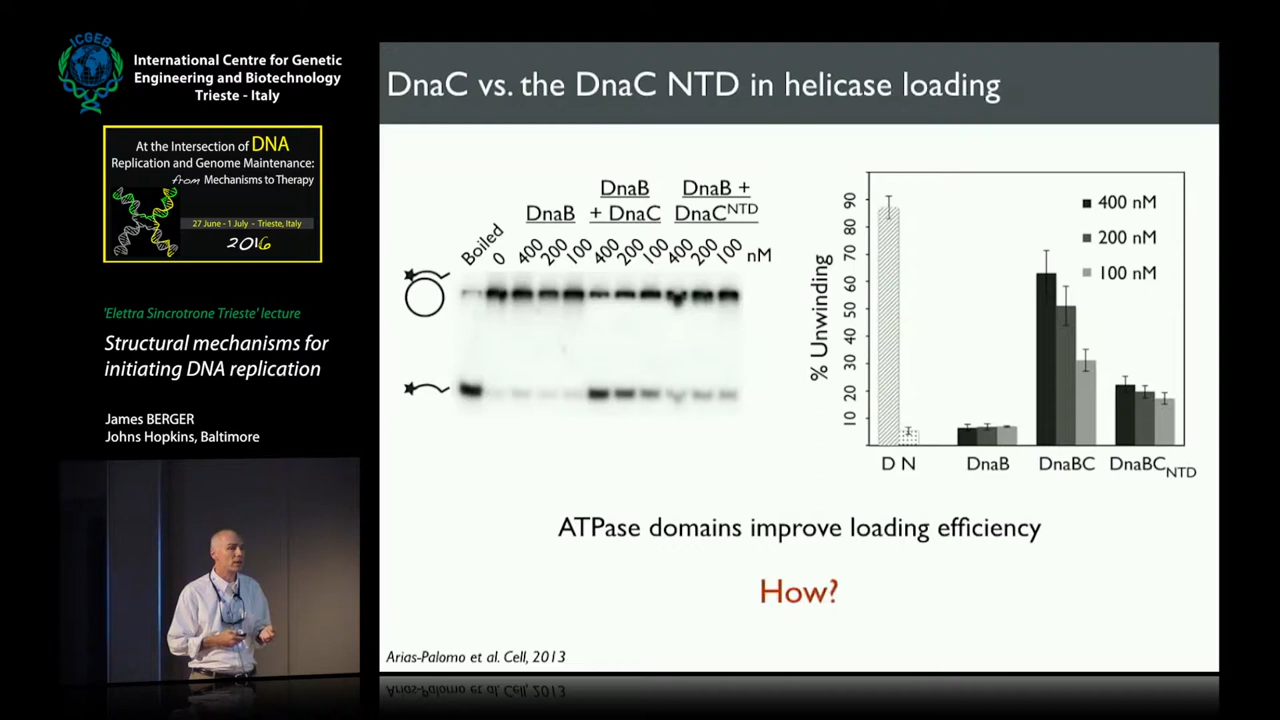 ICGEB
International Centre for Genetic
Engineering and Biotechnology
Trieste - Italy
At the Intersection of DNA
Replication and Genome Maintenance:
from Mechanisms to Therapy
27 June - 1 July - Trieste, Italy
2016
'Elettra Sincrotrone Trieste' lecture
Structural mechanisms for
initiating DNA replication
James BERGER
Johns Hopkins, Baltimore
DnaC vs. the DnaC NTD in helicase loading
DnaB
DnaB
+ DnaC
DnaB +
DnaCNTD
Boiled 0 400 200 100 400 200 100 400 200 100 nM
% Unwinding
90
80
70
60
50
40
30
20
10
400 nM
200 nM
100 nM
D N DnaB DnaBC DnaBCNTD
ATPase domains improve loading efficiency
How?
Arias-Palomo et al. Cell, 2013